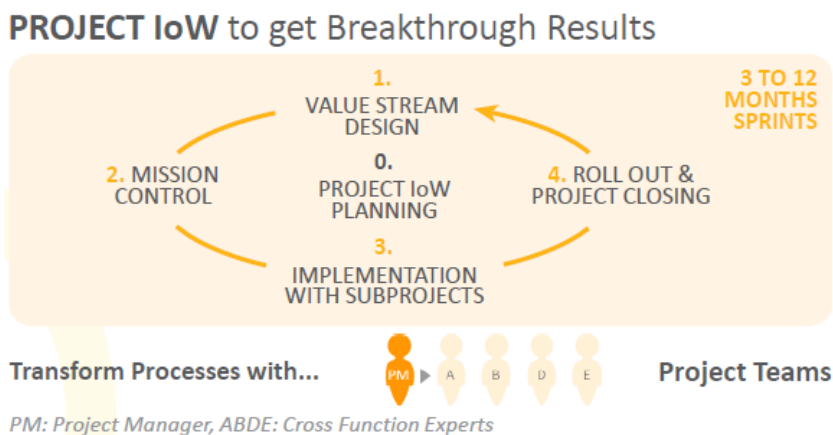 PROJECT IoW to get Breakthrough Results
1.
VALUE STREAM
DESIGN
3 TO 12
MONTHS
SPRINTS
2. MISSION
CONTROL
0.
PROJECT IoW
PLANNING
4. ROLL OUT &
PROJECT CLOSING
3.
IMPLEMENTATION
WITH SUBPROJECTS
Transform Processes with...
PM
A
B
D
E
Project Teams
PM: Project Manager, ABDE: Cross Function Experts